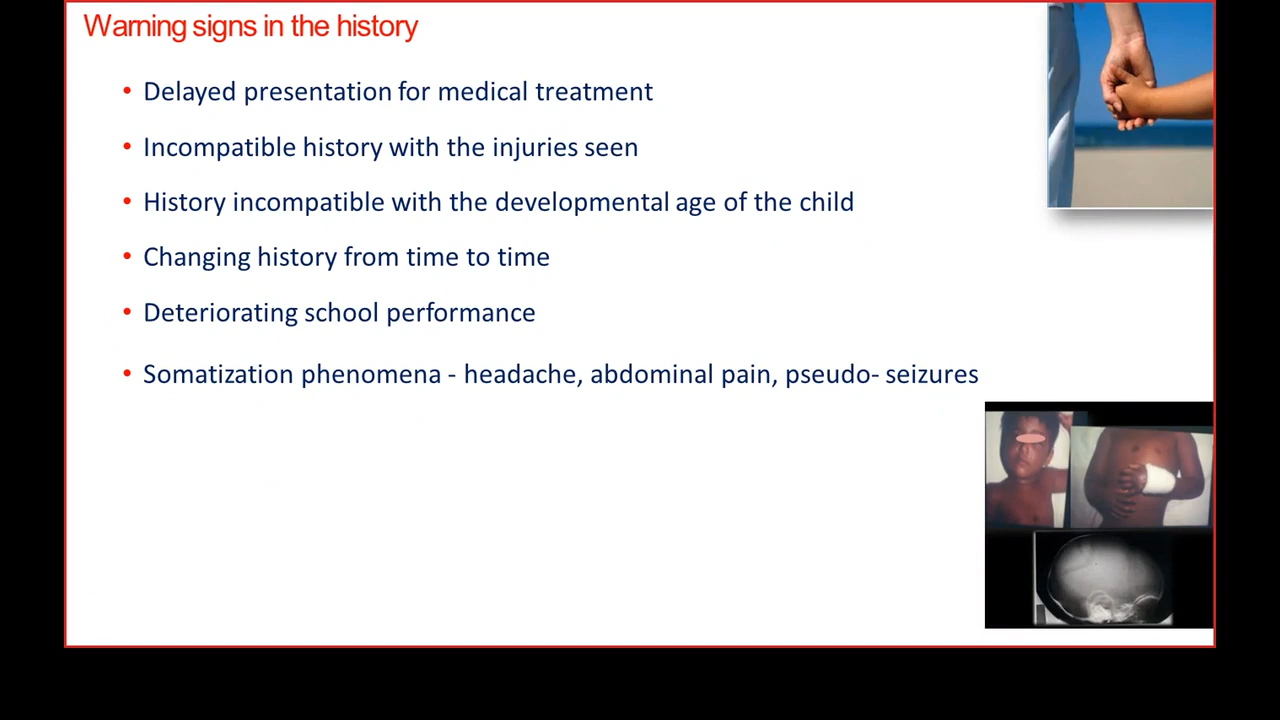 Warning signs in the history
• Delayed presentation for medical treatment
• Incompatible history with the injuries seen
• History incompatible with the developmental age of the child
• Changing history from time to time
• Deteriorating school performance
• Somatization phenomena - headache, abdominal pain, pseudo- seizures